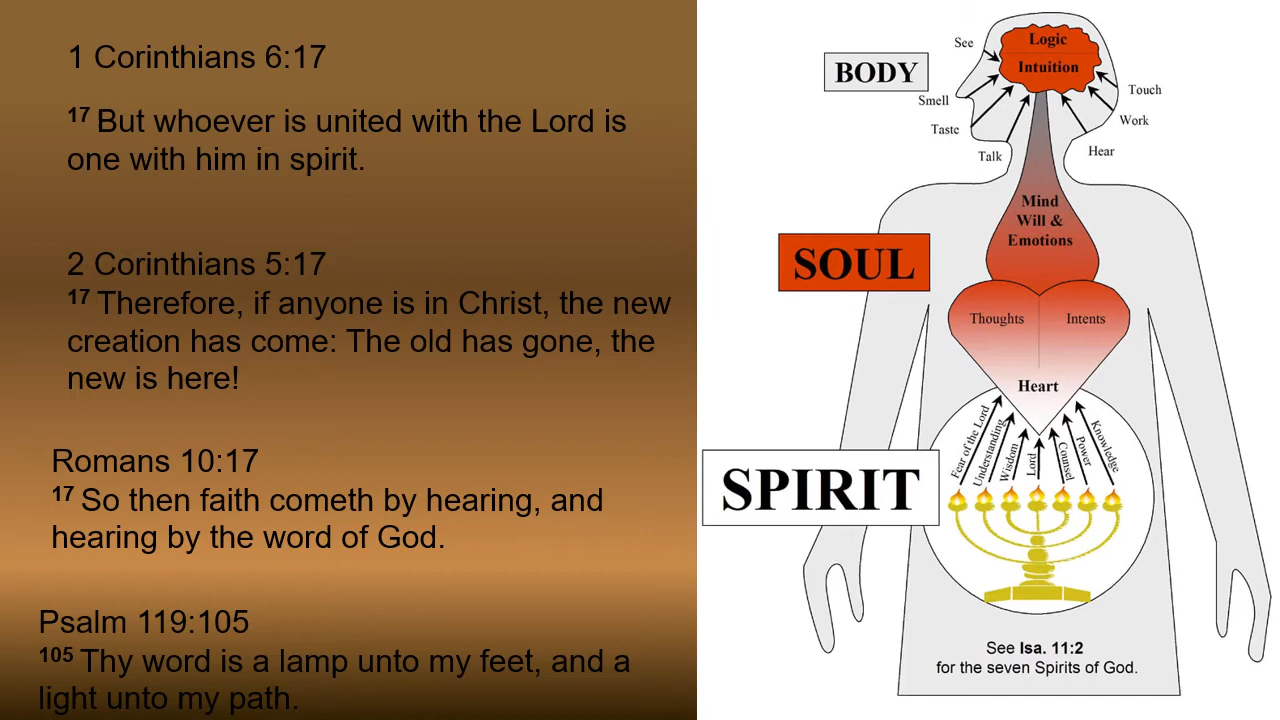 1 Corinthians 6:17
17 But whoever is united with the Lord is
one with him in spirit.
2 Corinthians 5:17
17 Therefore, if anyone is in Christ, the new
creation has come: The old has gone, the
new is here!
Romans 10:17
17 So then faith cometh by hearing, and
hearing by the word of God.
Psalm 119:105
105 Thy word is a lamp unto my feet, and a
light unto my path.
BODY
See
Smell
Taste
Talk
Logic
Intuition
Touch
Work
Hear
SOUL
Mind
Will &
Emotions
Thoughts
Intents
Heart
SPIRIT
Fear of the Lord
Understanding
Wisdom
Lord
Counsel
Power
Knowledge
See Isa. 11:2
for the seven Spirits of God.